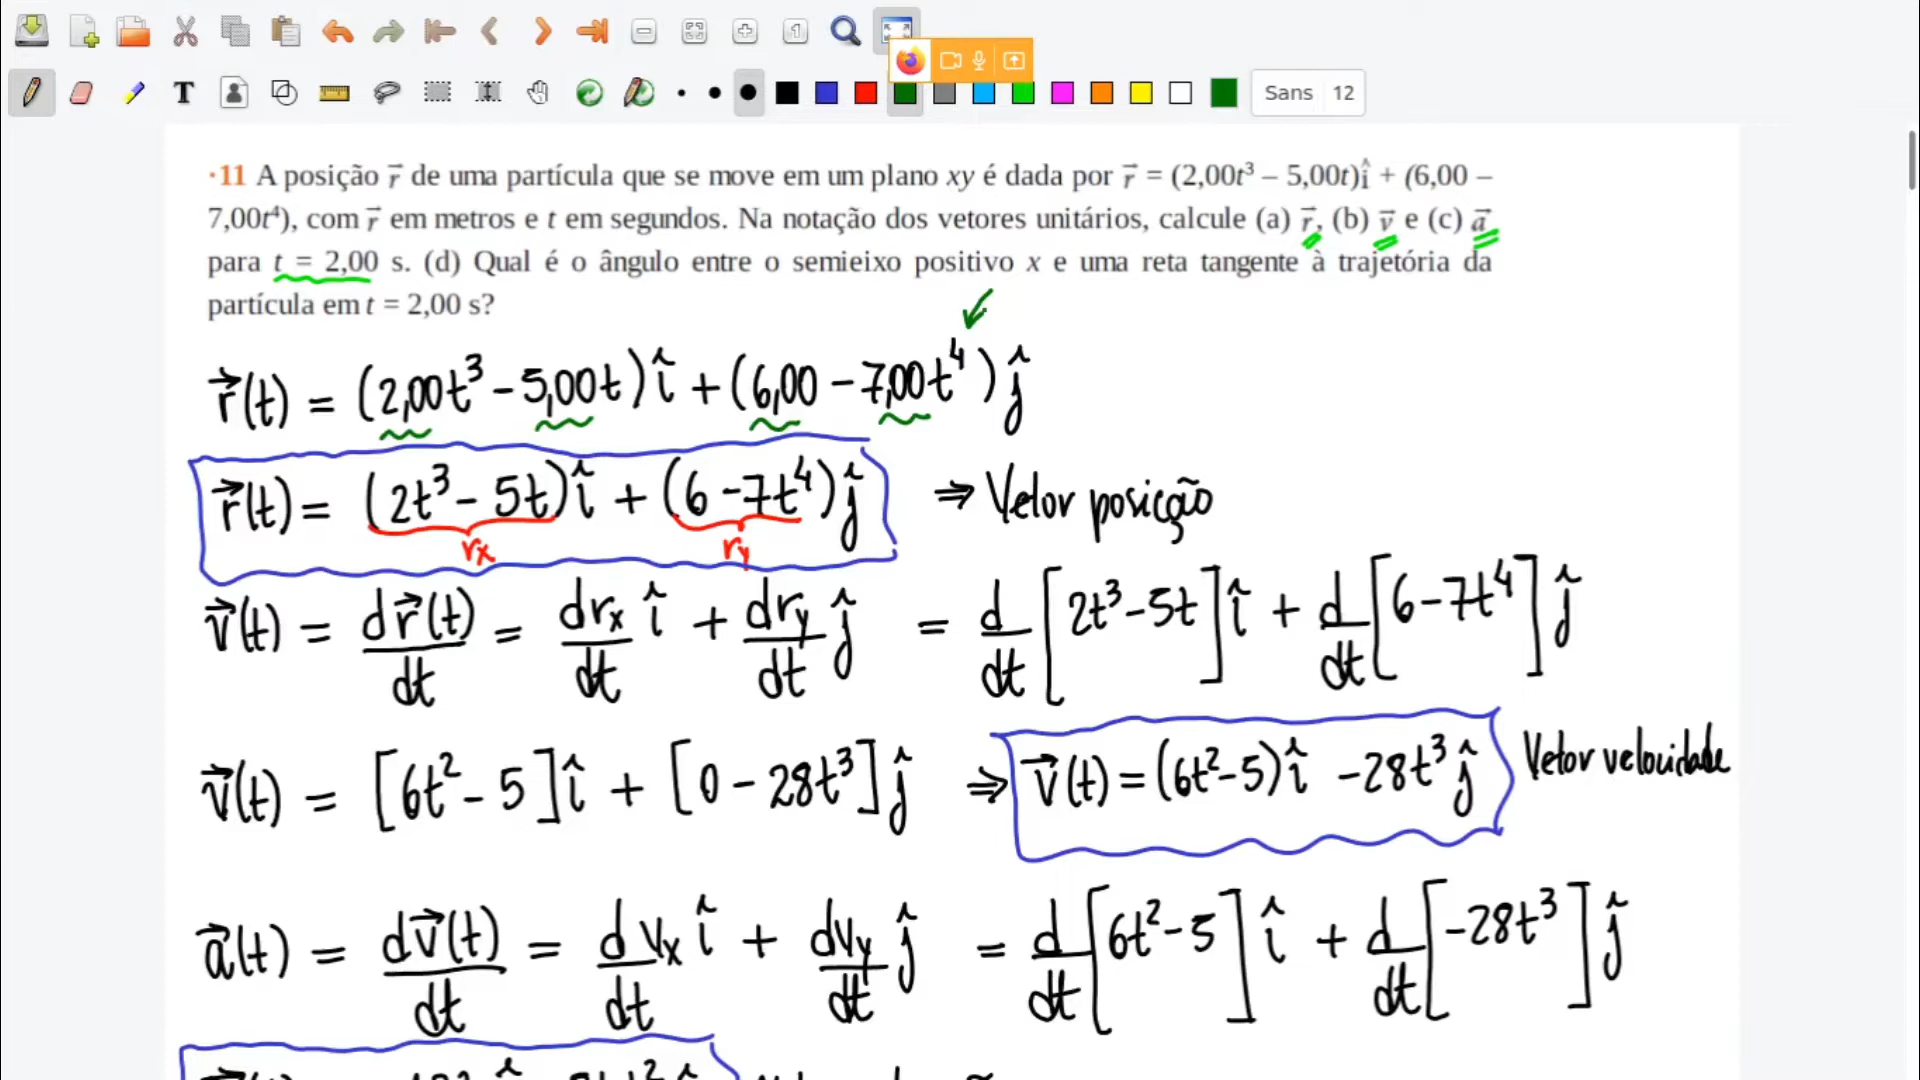 T
1
Sans 12
·11 A posição r⃗ de uma partícula que se move em um plano xy é dada por r⃗ = (2,00t³ – 5,00t)î + (6,00 –
7,00t⁴), com r⃗ em metros e t em segundos. Na notação dos vetores unitários, calcule (a) r⃗, (b) v⃗ e (c) a⃗
para t = 2,00 s. (d) Qual é o ângulo entre o semieixo positivo x e uma reta tangente à trajetória da
partícula em t = 2,00 s?
r⃗(t) = (2,00t³ – 5,00t)î + (6,00 – 7,00t⁴)ĵ
r⃗(t) = (2t³ – 5t)î + (6 – 7t⁴)ĵ ⇒ Vetor posição
rx ry
v⃗(t) = dr⃗(t)/dt = drx/dt î + dry/dt ĵ = d/dt [2t³ – 5t]î + d/dt [6 – 7t⁴]ĵ
v⃗(t) = [6t² – 5]î + [0 – 28t³]ĵ ⇒ v⃗(t) = (6t² – 5)î – 28t³ĵ Vetor velocidade
a⃗(t) = dv⃗(t)/dt = dvx/dt î + dvy/dt ĵ = d/dt [6t² – 5]î + d/dt [–28t³]ĵ